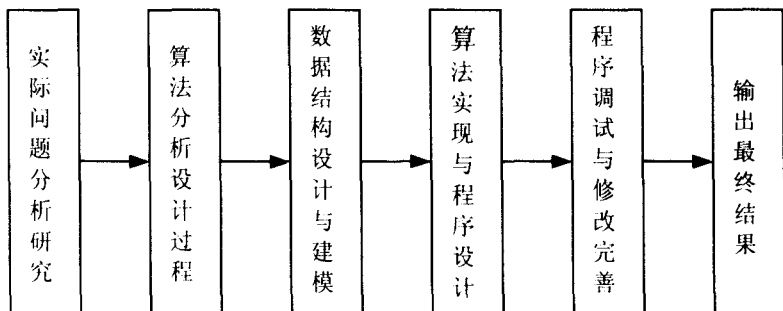 实际问题分析研究
算法分析设计过程
数据结构设计与建模
算法实现与程序设计
程序调试与修改完善
输出最终结果